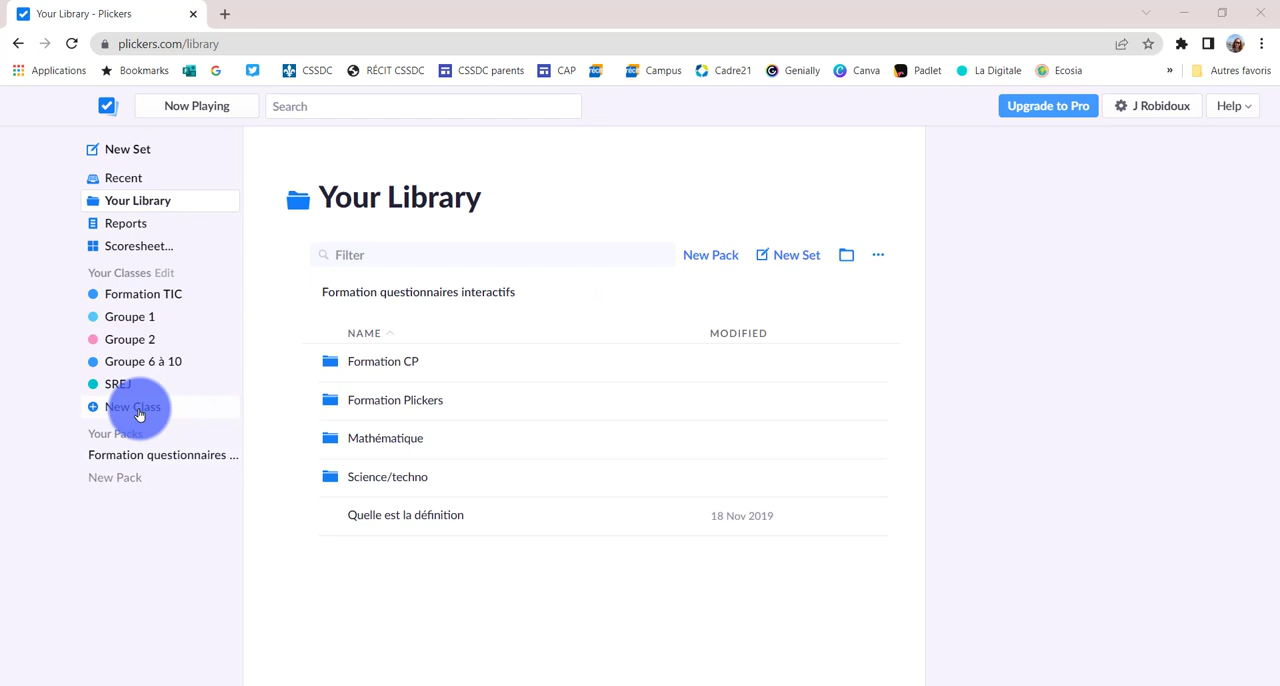 Your Library - Plickers
plickers.com/library
Applications Bookmarks CSSDC RÉCIT CSSDC CSSDC parents CAP Campus Cadre21 Genially Canva Padlet La Digitale Ecosia » Autres favoris
Now Playing Search Upgrade to Pro J Robidoux Help
New Set
Recent
Your Library
Reports
Scoresheet...
Your Classes Edit
Formation TIC
Groupe 1
Groupe 2
Groupe 6 à 10
SREJ
New Class
Your Packs
Formation questionnaires ...
New Pack
Your Library
Filter New Pack New Set
Formation questionnaires interactifs
NAME MODIFIED
Formation CP
Formation Plickers
Mathématique
Science/techno
Quelle est la définition 18 Nov 2019